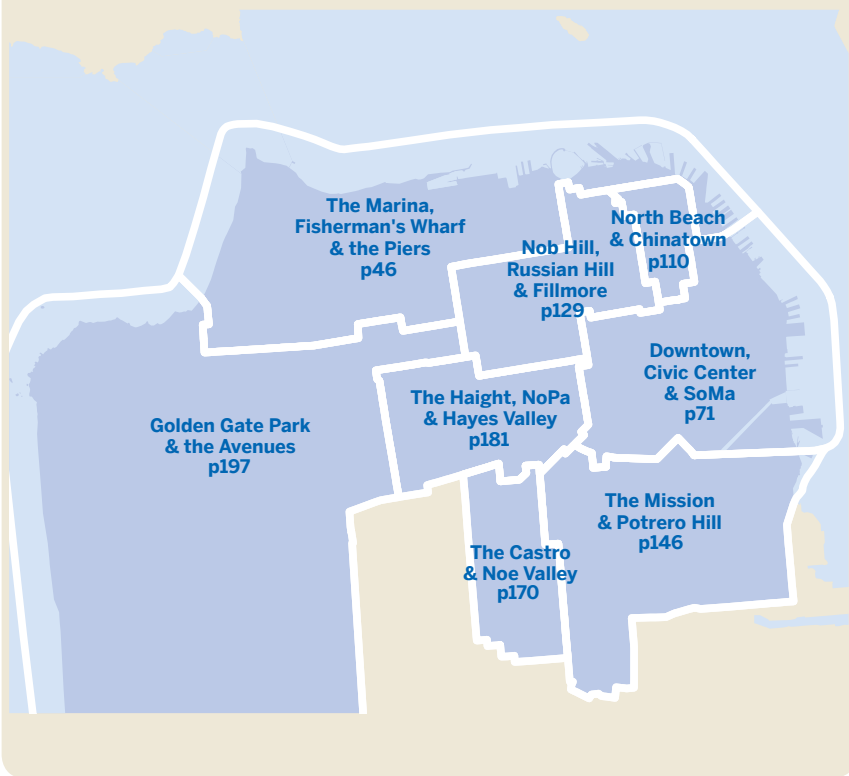 The Marina,
Fisherman's Wharf
& the Piers
p46
North Beach
& Chinatown
p110
Nob Hill,
Russian Hill
& Fillmore
p129
Downtown,
Civic Center
& SoMa
p71
The Haight, NoPa
& Hayes Valley
p181
Golden Gate Park
& the Avenues
p197
The Mission
& Potrero Hill
p146
The Castro
& Noe Valley
p170